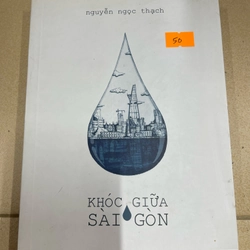 nguyễn ngọc thạch
50
KHÓC GIỮA
SÀI GÒN